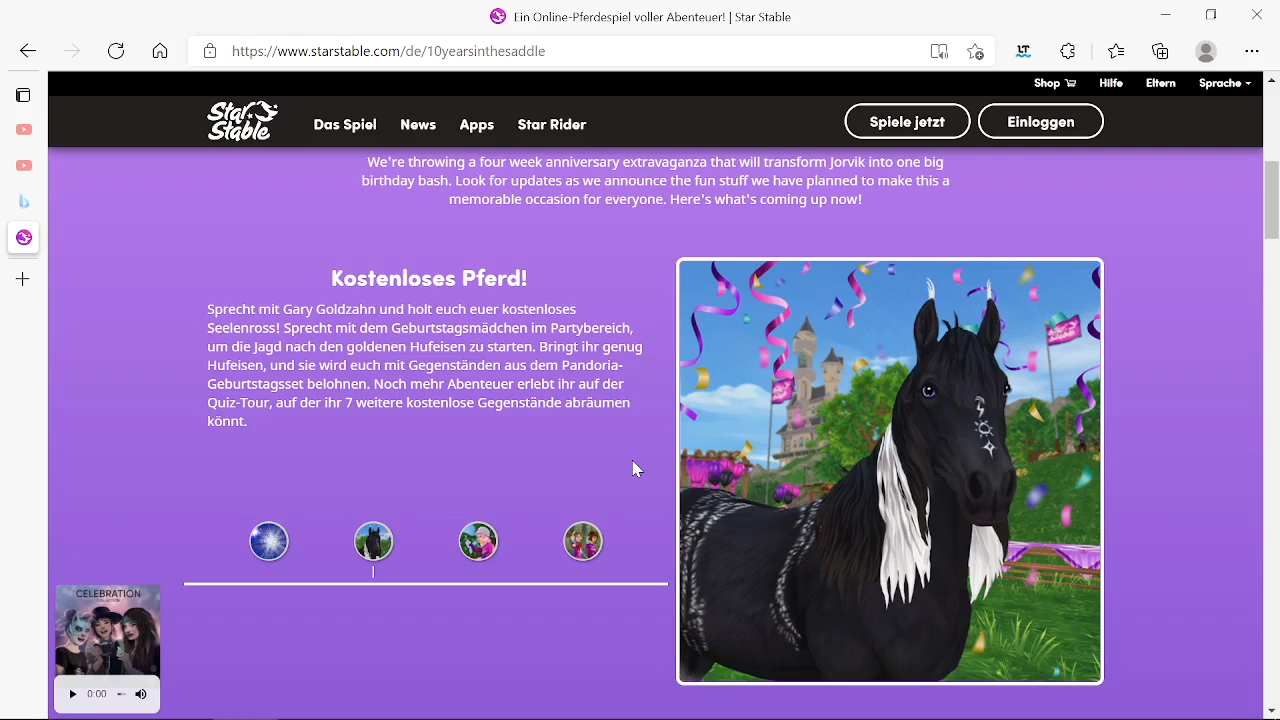 Ein Online-Pferdespiel voller Abenteuer! | Star Stable
https://www.starstable.com/de/10yearsinthesaddle
LT
Shop
Hilfe
Eltern
Sprache
Star Stable
Das Spiel
News
Apps
Star Rider
Spiele jetzt
Einloggen
We're throwing a four week anniversary extravaganza that will transform Jorvik into one big
birthday bash. Look for updates as we announce the fun stuff we have planned to make this a
memorable occasion for everyone. Here's what's coming up now!
Kostenloses Pferd!
Sprecht mit Gary Goldzahn und holt euch euer kostenloses
Seelenross! Sprecht mit dem Geburtstagsmädchen im Partybereich,
um die Jagd nach den goldenen Hufeisen zu starten. Bringt ihr genug
Hufeisen, und sie wird euch mit Gegenständen aus dem Pandoria-
Geburtstagsset belohnen. Noch mehr Abenteuer erlebt ihr auf der
Quiz-Tour, auf der ihr 7 weitere kostenlose Gegenstände abräumen
könnt.
CELEBRATION
COLLECTION
0:00